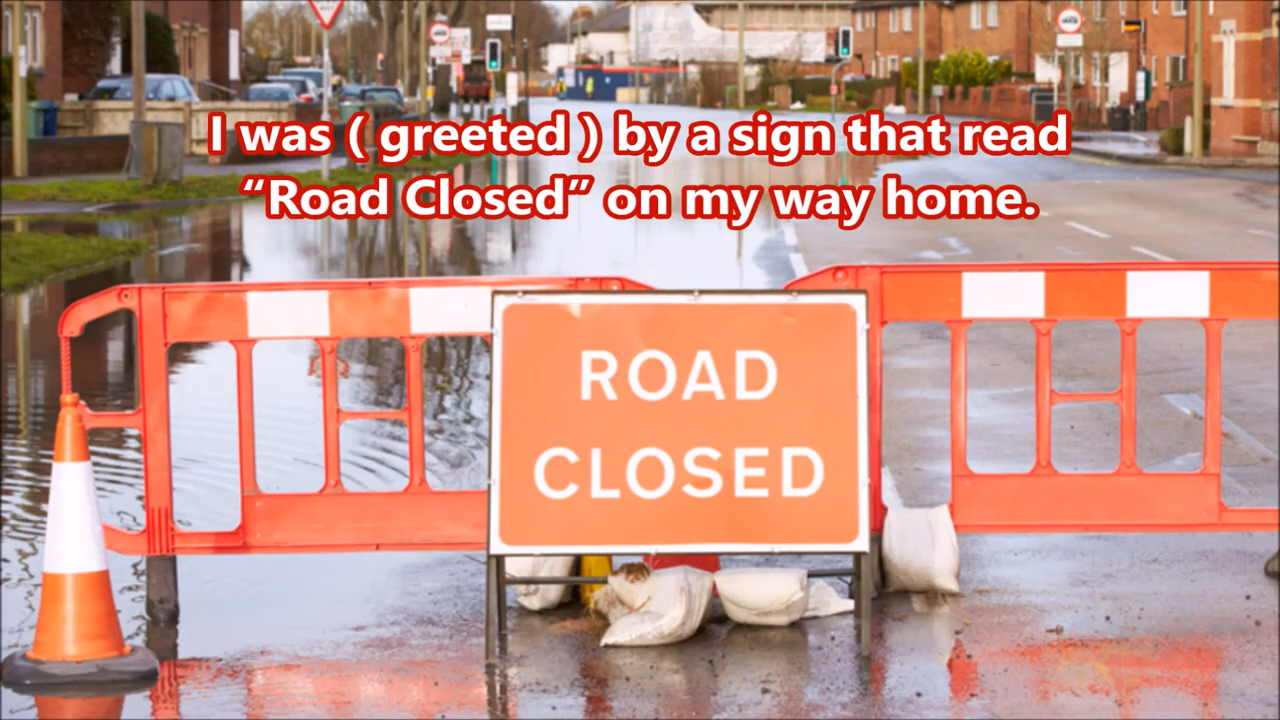 I was ( greeted ) by a sign that read
“Road Closed” on my way home.
ROAD
CLOSED